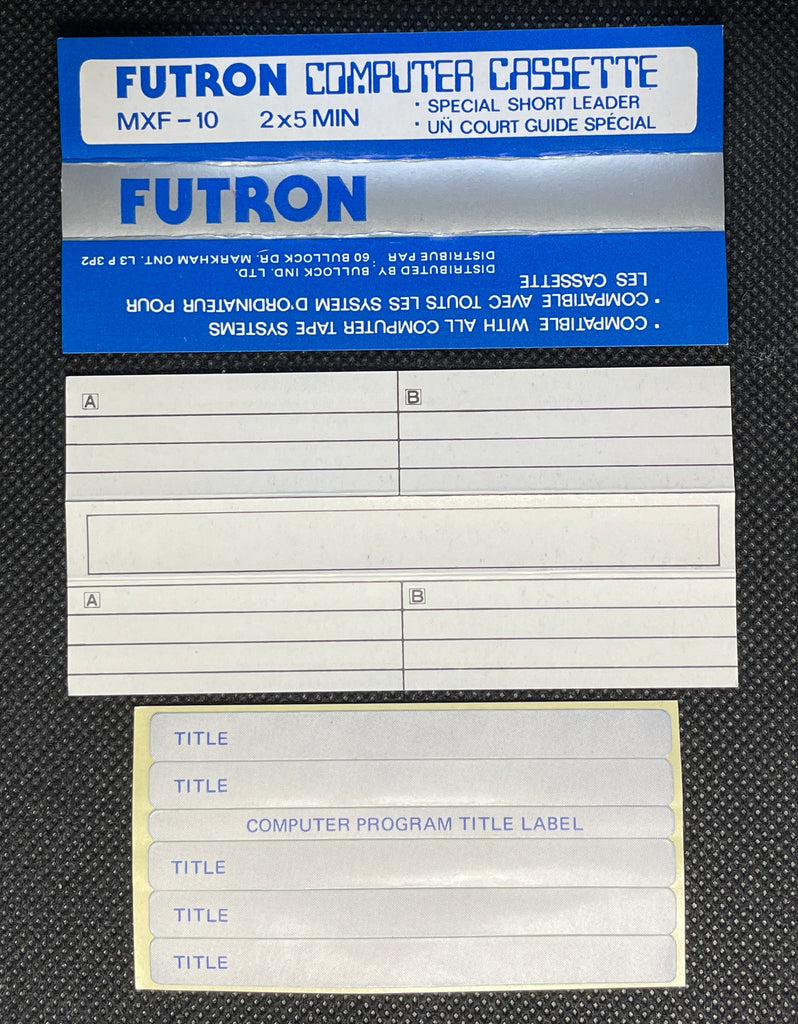 FUTRON COMPUTER CASSETTE
MXF-10 2x5 MIN
· SPECIAL SHORT LEADER
· UN̈ COURT GUIDE SPÉCIAL
FUTRON
· COMPATIBLE WITH ALL COMPUTER TAPE SYSTEMS
· COMPATIBLE AVEC TOUTS LES SYSTEM D'ORDINATEUR POUR
LES CASSETTE
DISTRIBUTED BY: BULLOCK IND. LTD.
DISTRIBUE PAR 60 BULLOCK DR. MARKHAM ONT. L3P 3P2
A B
A B
TITLE
TITLE
COMPUTER PROGRAM TITLE LABEL
TITLE
TITLE
TITLE